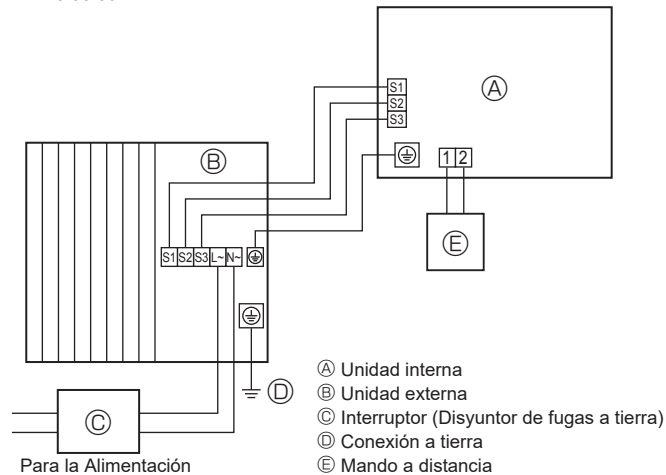 Ⓐ
S1
S2
S3
1 2
Ⓑ
Ⓔ
S1 S2 S3 L~ N~
Ⓓ
Ⓒ
Para la Alimentación
Ⓐ Unidad interna
Ⓑ Unidad externa
Ⓒ Interruptor (Disyuntor de fugas a tierra)
Ⓓ Conexión a tierra
Ⓔ Mando a distancia